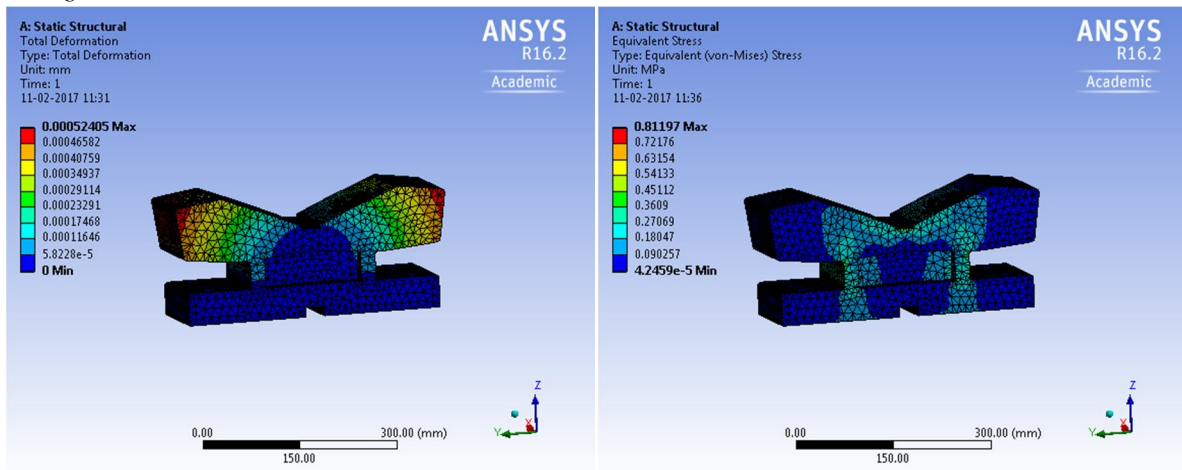 A: Static Structural
Total Deformation
Type: Total Deformation
Unit: mm
Time: 1
11-02-2017 11:31
0.00052405 Max
0.00046582
0.00040759
0.00034937
0.00029114
0.00023291
0.00017468
0.00011646
5.8228e-5
0 Min
ANSYS
R16.2
Academic
0.00
300.00 (mm)
150.00
Z
Y
X
A: Static Structural
Equivalent Stress
Type: Equivalent (von-Mises) Stress
Unit: MPa
Time: 1
11-02-2017 11:36
0.81197 Max
0.72176
0.63154
0.54133
0.45112
0.3609
0.27069
0.18047
0.090257
4.2459e-5 Min
ANSYS
R16.2
Academic
0.00
300.00 (mm)
150.00
Z
Y
X